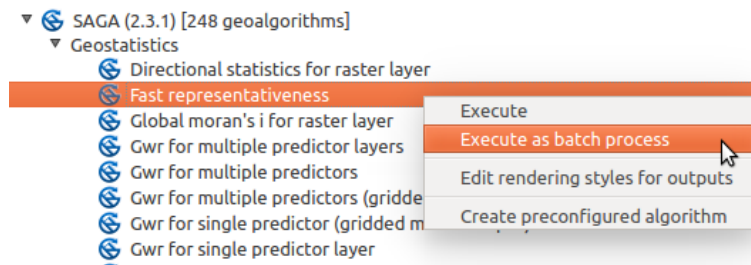 SAGA (2.3.1) [248 geoalgorithms]
Geostatistics
Directional statistics for raster layer
Fast representativeness
Global moran's i for raster layer
Gwr for multiple predictor layers
Gwr for multiple predictors
Gwr for multiple predictors (gridde
Gwr for single predictor (gridded m
Gwr for single predictor layer
Execute
Execute as batch process
Edit rendering styles for outputs
Create preconfigured algorithm